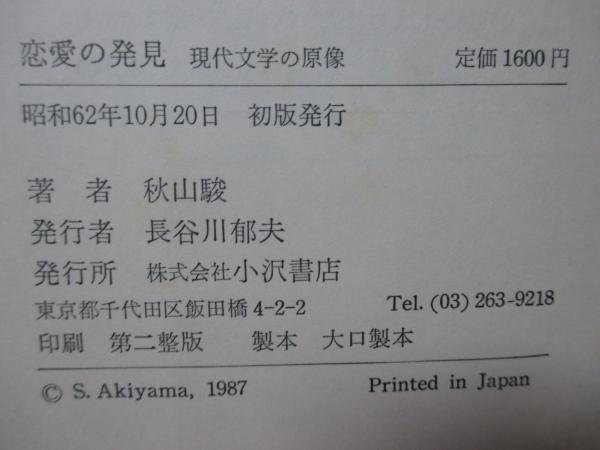 恋愛の発見 現代文学の原像 定価1600円
昭和62年10月20日 初版発行
著者 秋山駿
発行者 長谷川郁夫
発行所 株式会社小沢書店
東京都千代田区飯田橋4-2-2 Tel. (03) 263-9218
印刷 第二整版 製本 大口製本
© S. Akiyama, 1987 Printed in Japan